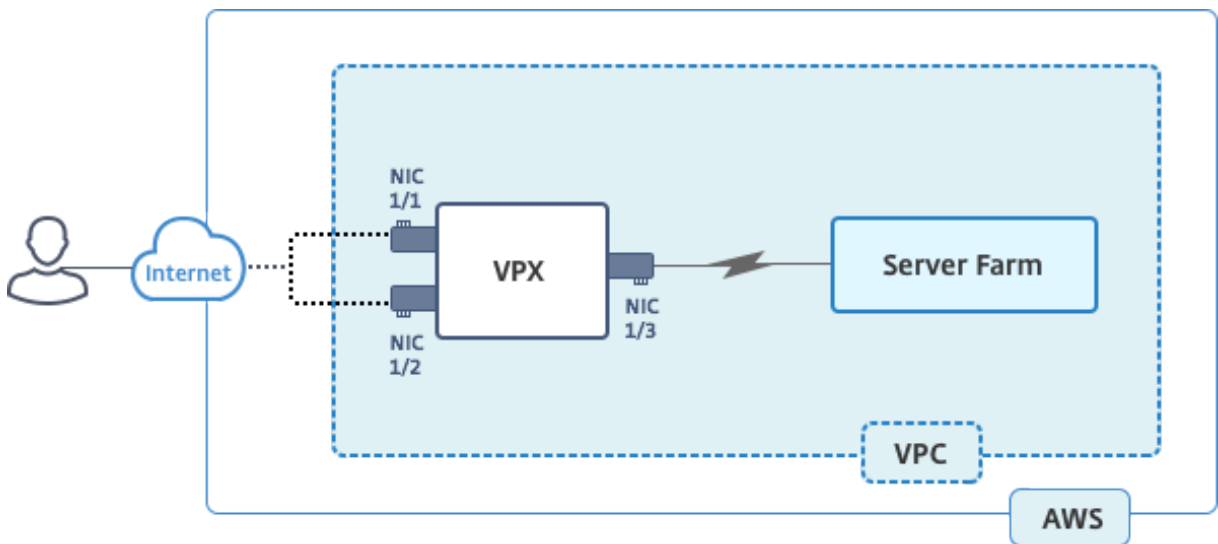 NIC
1/1
Internet
VPX
Server Farm
NIC
1/3
NIC
1/2
VPC
AWS